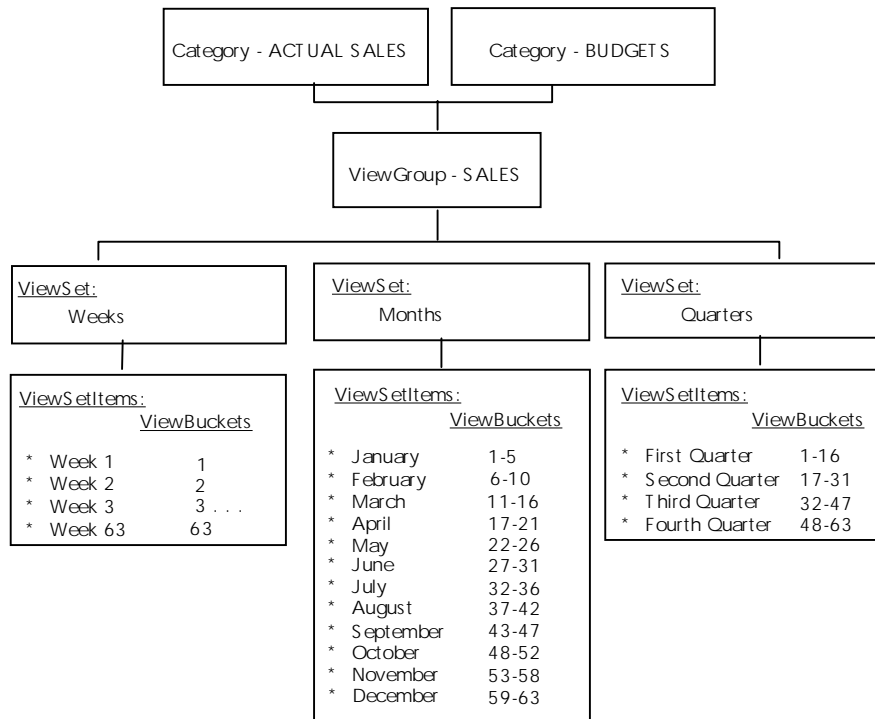 Category - ACTUAL SALES
Category - BUDGETS
ViewGroup - SALES
ViewSet:
Weeks
ViewSet:
Months
ViewSet:
Quarters
ViewSetItems:
ViewBuckets
* Week 1 1
* Week 2 2
* Week 3 3 . . .
* Week 63 63
ViewSetItems:
ViewBuckets
* January 1-5
* February 6-10
* March 11-16
* April 17-21
* May 22-26
* June 27-31
* July 32-36
* August 37-42
* September 43-47
* October 48-52
* November 53-58
* December 59-63
ViewSetItems:
ViewBuckets
* First Quarter 1-16
* Second Quarter 17-31
* Third Quarter 32-47
* Fourth Quarter 48-63